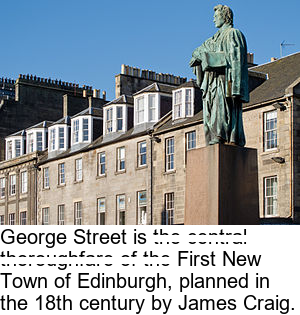 George Street is the central
thoroughfare of the First New
Town of Edinburgh, planned in
the 18th century by James Craig.